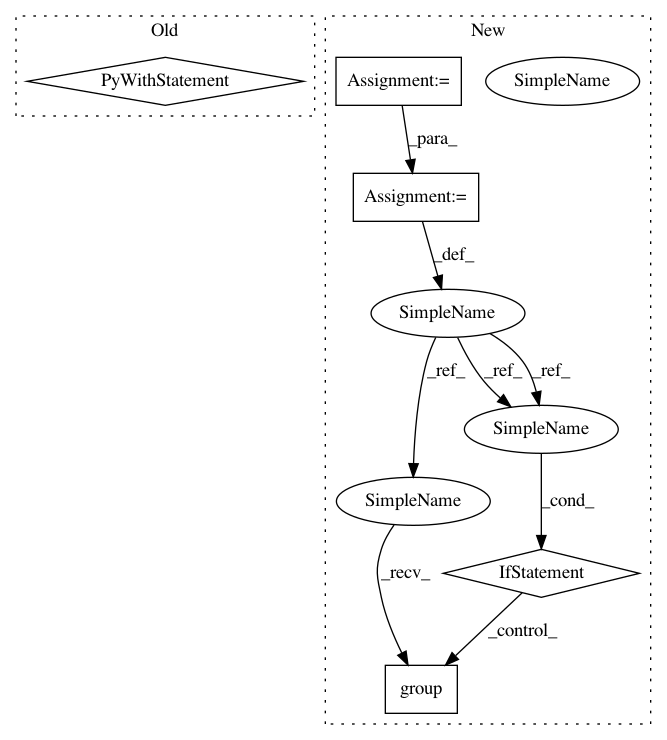 Old
New
PyWithStatement
Assignment:=
SimpleName
_para_
Assignment:=
_def_
SimpleName
_ref_
_ref_
_ref_
SimpleName
SimpleName
_cond_
_recv_
IfStatement
_control_
group